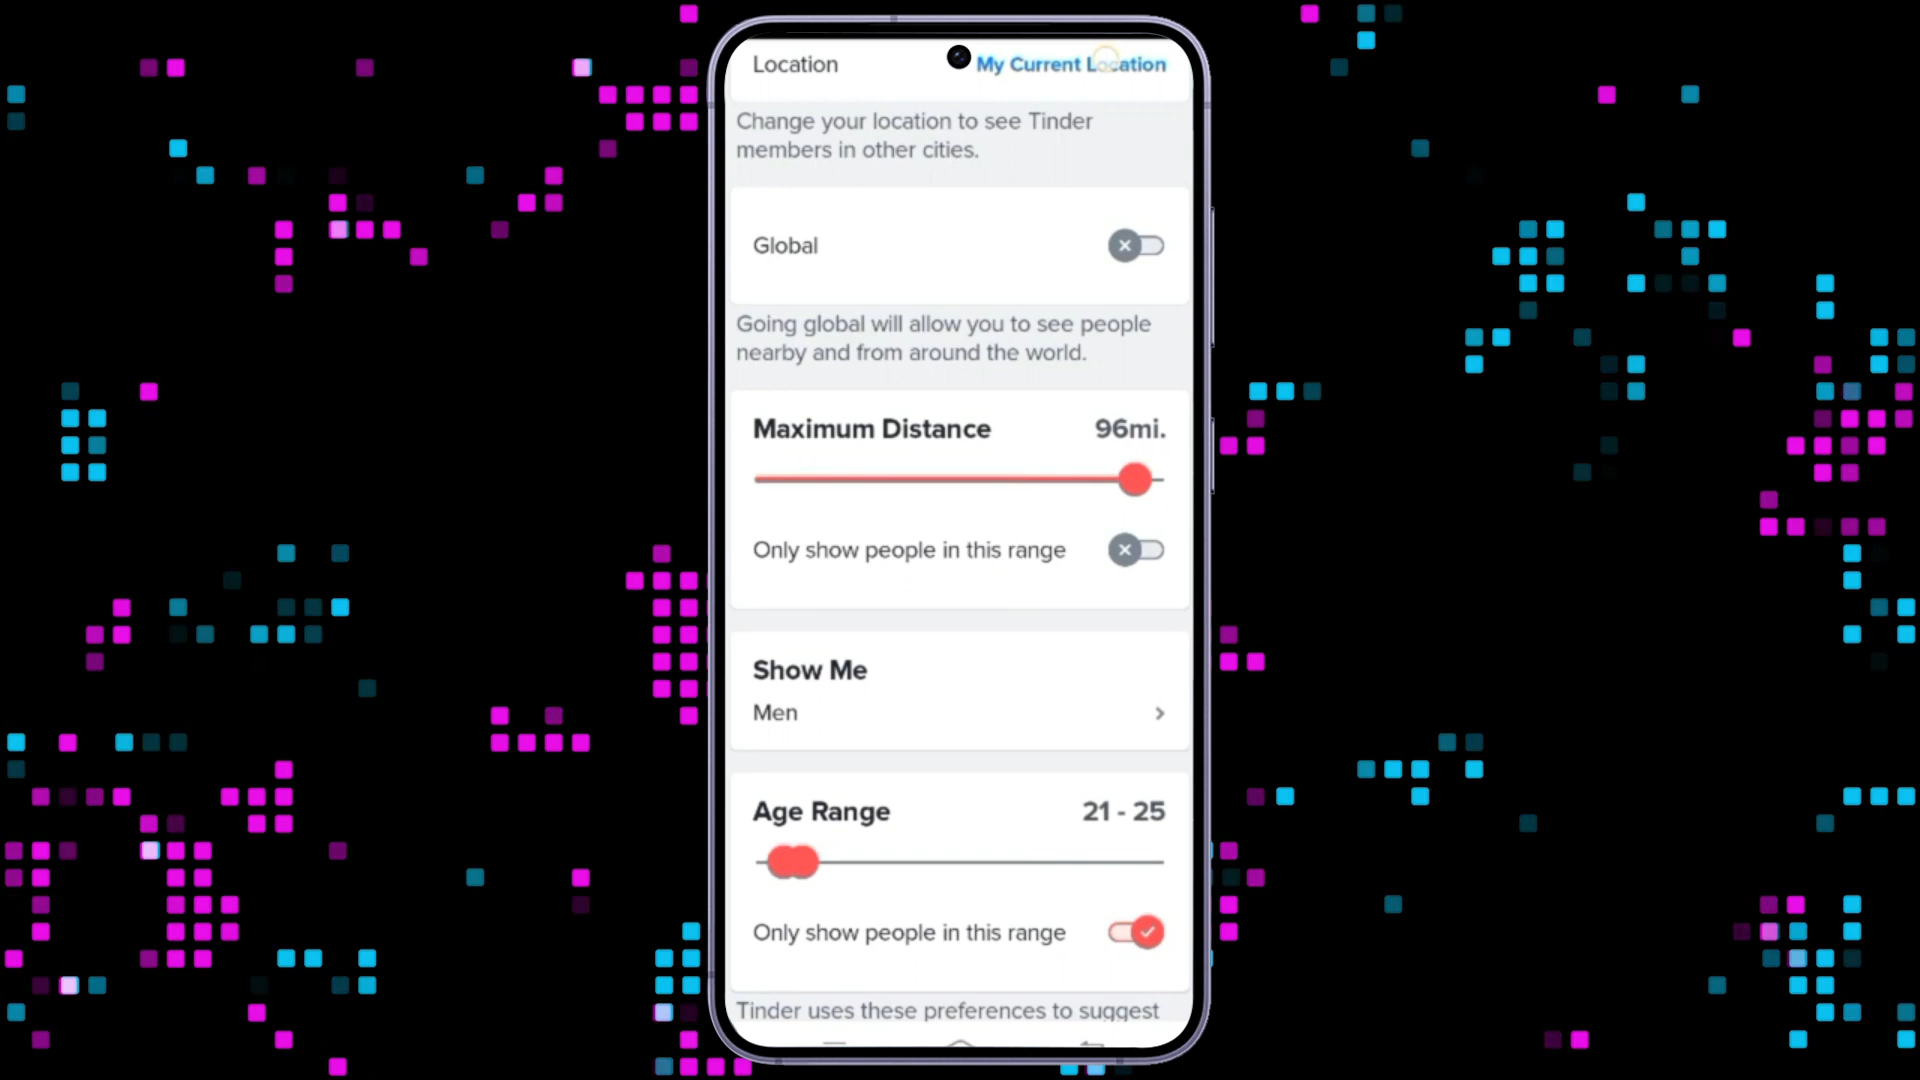 Location
My Current Location
Change your location to see Tinder
members in other cities.
Global
Going global will allow you to see people
nearby and from around the world.
Maximum Distance
96mi.
Only show people in this range
Show Me
Men
Age Range
21 - 25
Only show people in this range
Tinder uses these preferences to suggest